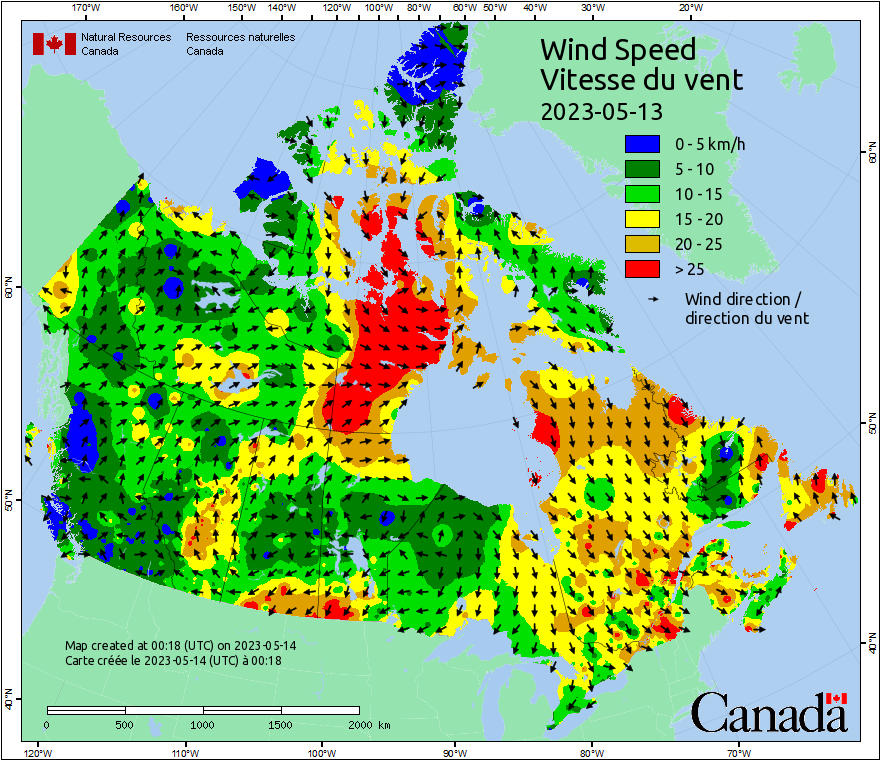 170°W 160°W 150°W 140°W 130°W 120°W 110°W 100°W 80°W 60°W 50°W 40°W 30°W 20°W
Natural Resources Canada
Ressources naturelles Canada
Wind Speed
Vitesse du vent
2023-05-13
0 - 5 km/h
5 - 10
10 - 15
15 - 20
20 - 25
> 25
Wind direction /
direction du vent
60°N
50°N
40°N
60°N
50°N
40°N
Map created at 00:18 (UTC) on 2023-05-14
Carte créée le 2023-05-14 (UTC) à 00:18
0 500 1000 1500 2000 km
Canada
120°W 110°W 100°W 90°W 80°W 70°W